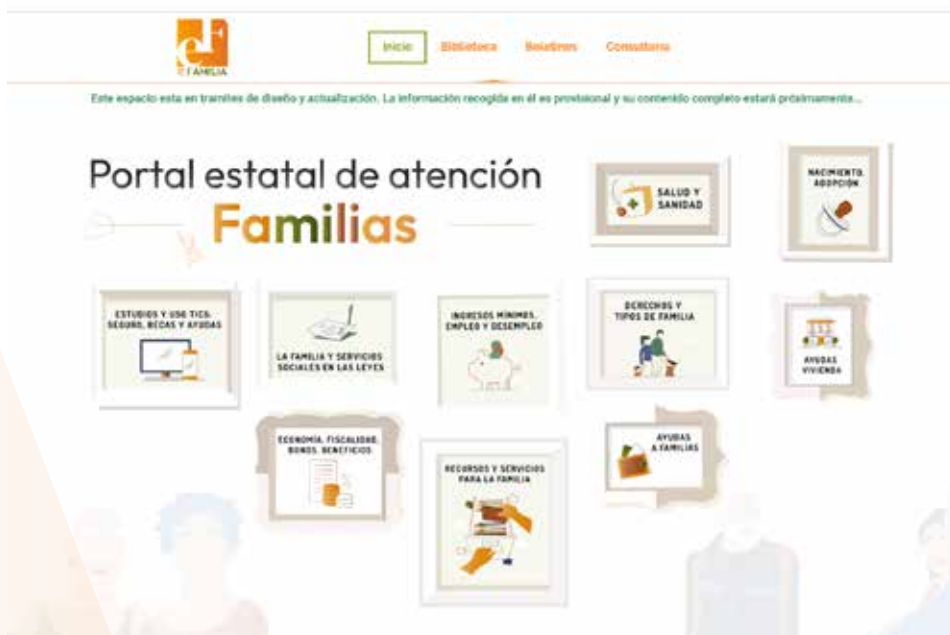 eF
FAMILIA
Inicio
Biblioteca
Boletines
Consultoría
Este espacio esta en tramites de diseño y actualización. La información recogida en él es provisional y su contenido completo estará próximamente...
Portal estatal de atención
Familias
SALUD Y
SANIDAD
NACIMIENTO,
ADOPCIÓN
ESTUDIOS Y USO TICS.
SEGURO, BECAS Y AYUDAS
LA FAMILIA Y SERVICIOS
SOCIALES EN LAS LEYES
INGRESOS MÍNIMOS,
EMPLEO Y DESEMPLEO
DERECHOS Y
TIPOS DE FAMILIA
AYUDAS
VIVIENDA
ECONOMÍA, FISCALIDAD,
BONOS, BENEFICIOS
RECURSOS Y SERVICIOS
PARA LA FAMILIA
AYUDAS
A FAMILIAS